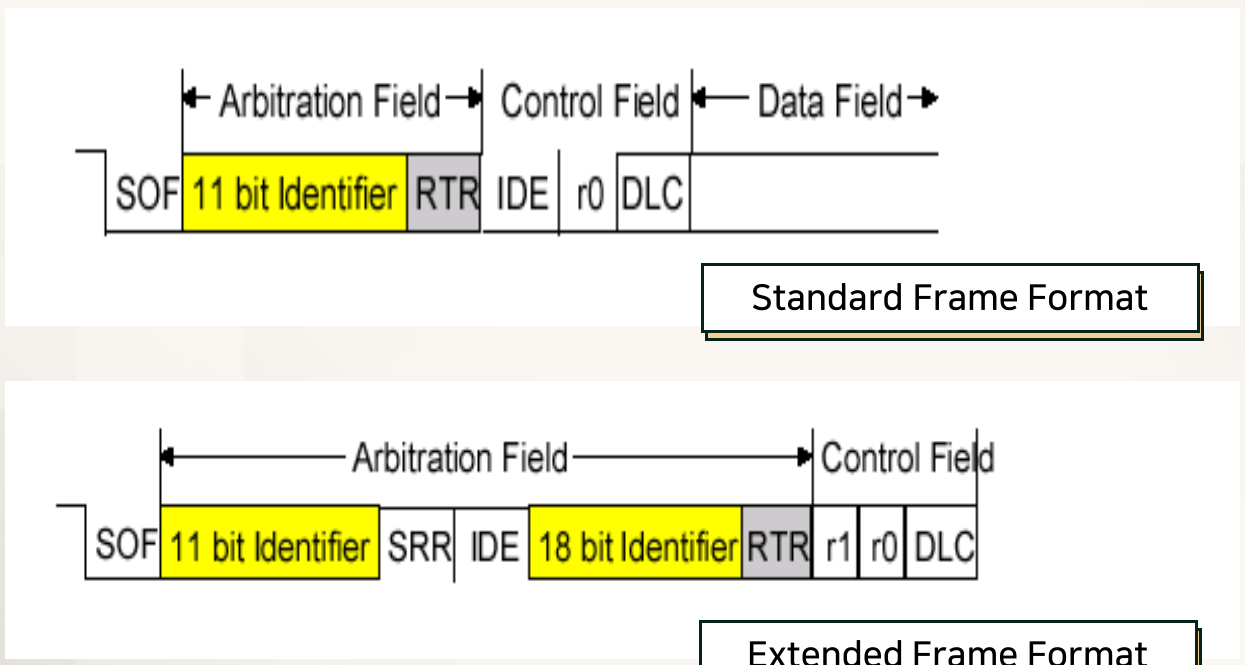 Arbitration Field Control Field Data Field
SOF 11 bit Identifier RTR IDE r0 DLC
Standard Frame Format
Arbitration Field Control Field
SOF 11 bit Identifier SRR IDE 18 bit Identifier RTR r1 r0 DLC
Extended Frame Format